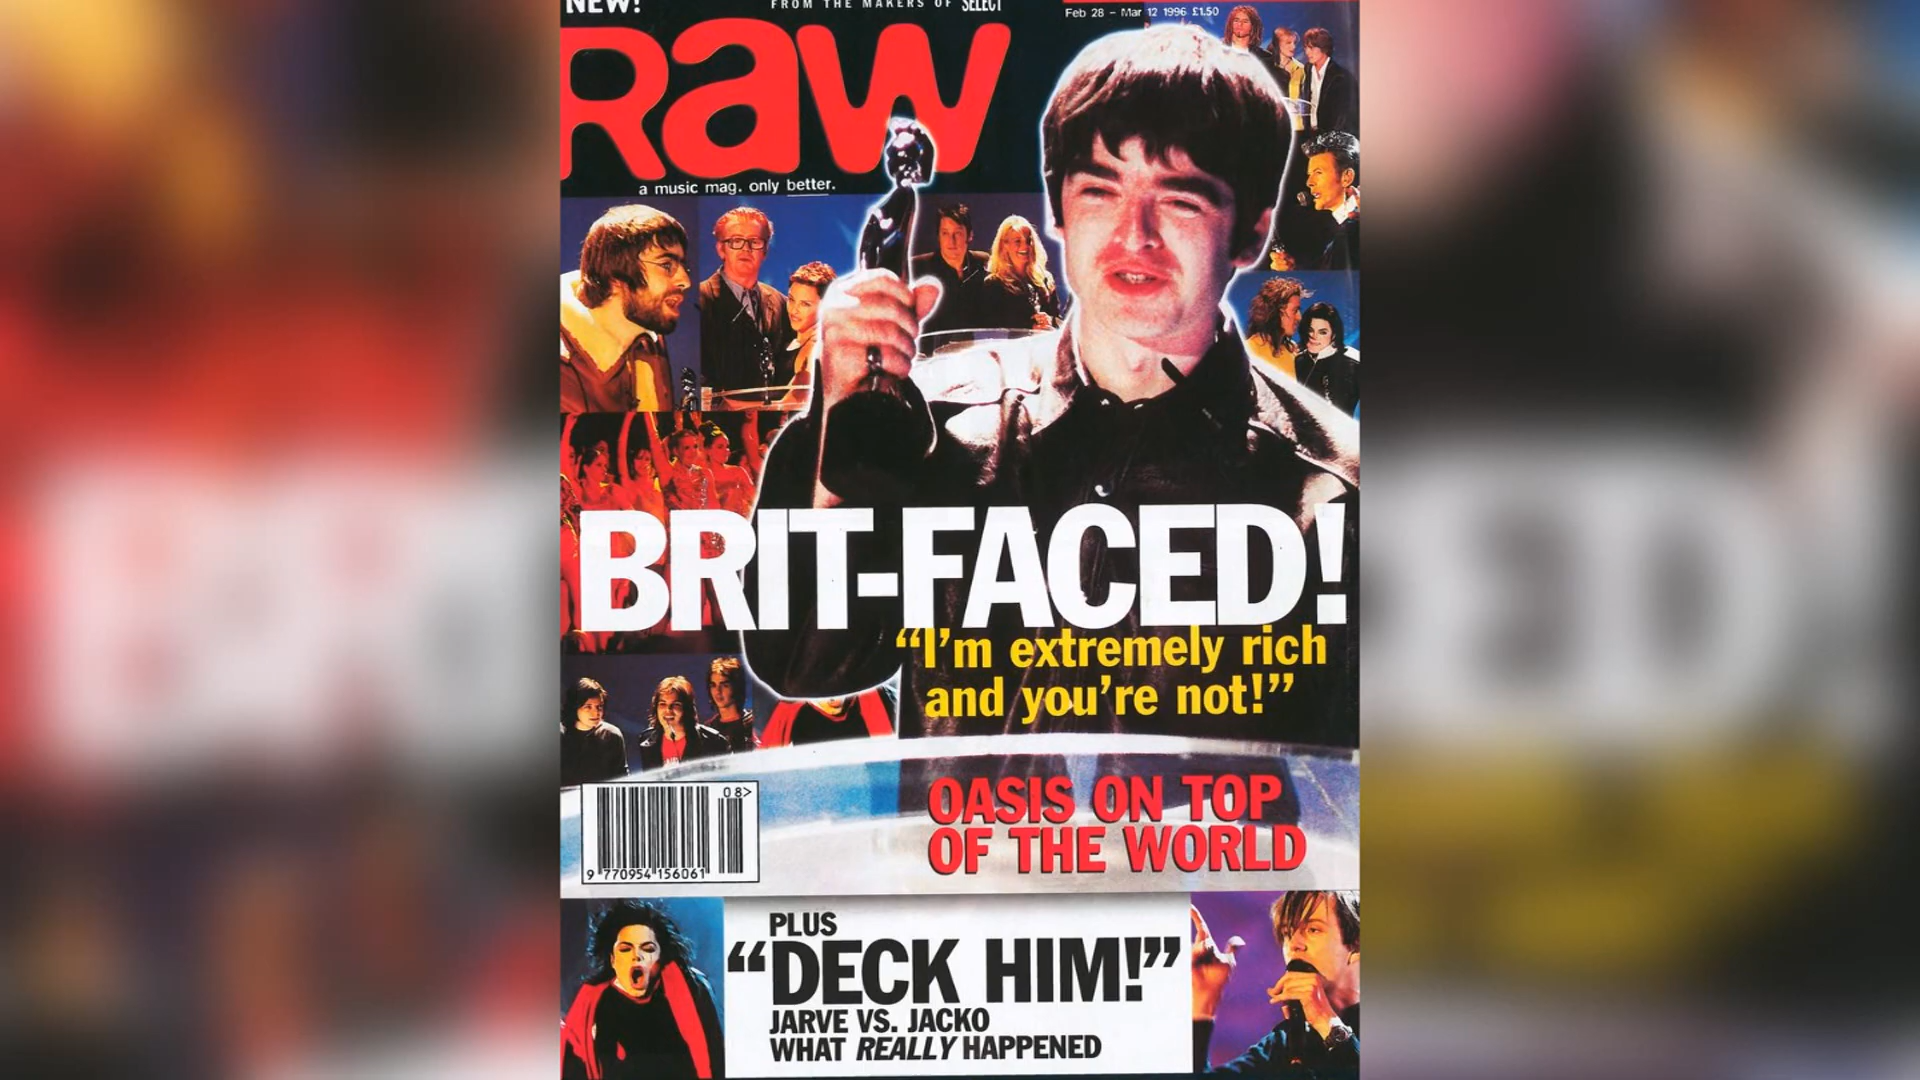 NEW!
FROM THE MAKERS OF SELECT
Feb 28 – Mar 12 1996 £1.50
Raw
a music mag. only better.
BRIT-FACED!
“I’m extremely rich
and you’re not!”
OASIS ON TOP
OF THE WORLD
08>
9 770954 156061
PLUS
“DECK HIM!”
JARVE VS. JACKO
WHAT REALLY HAPPENED